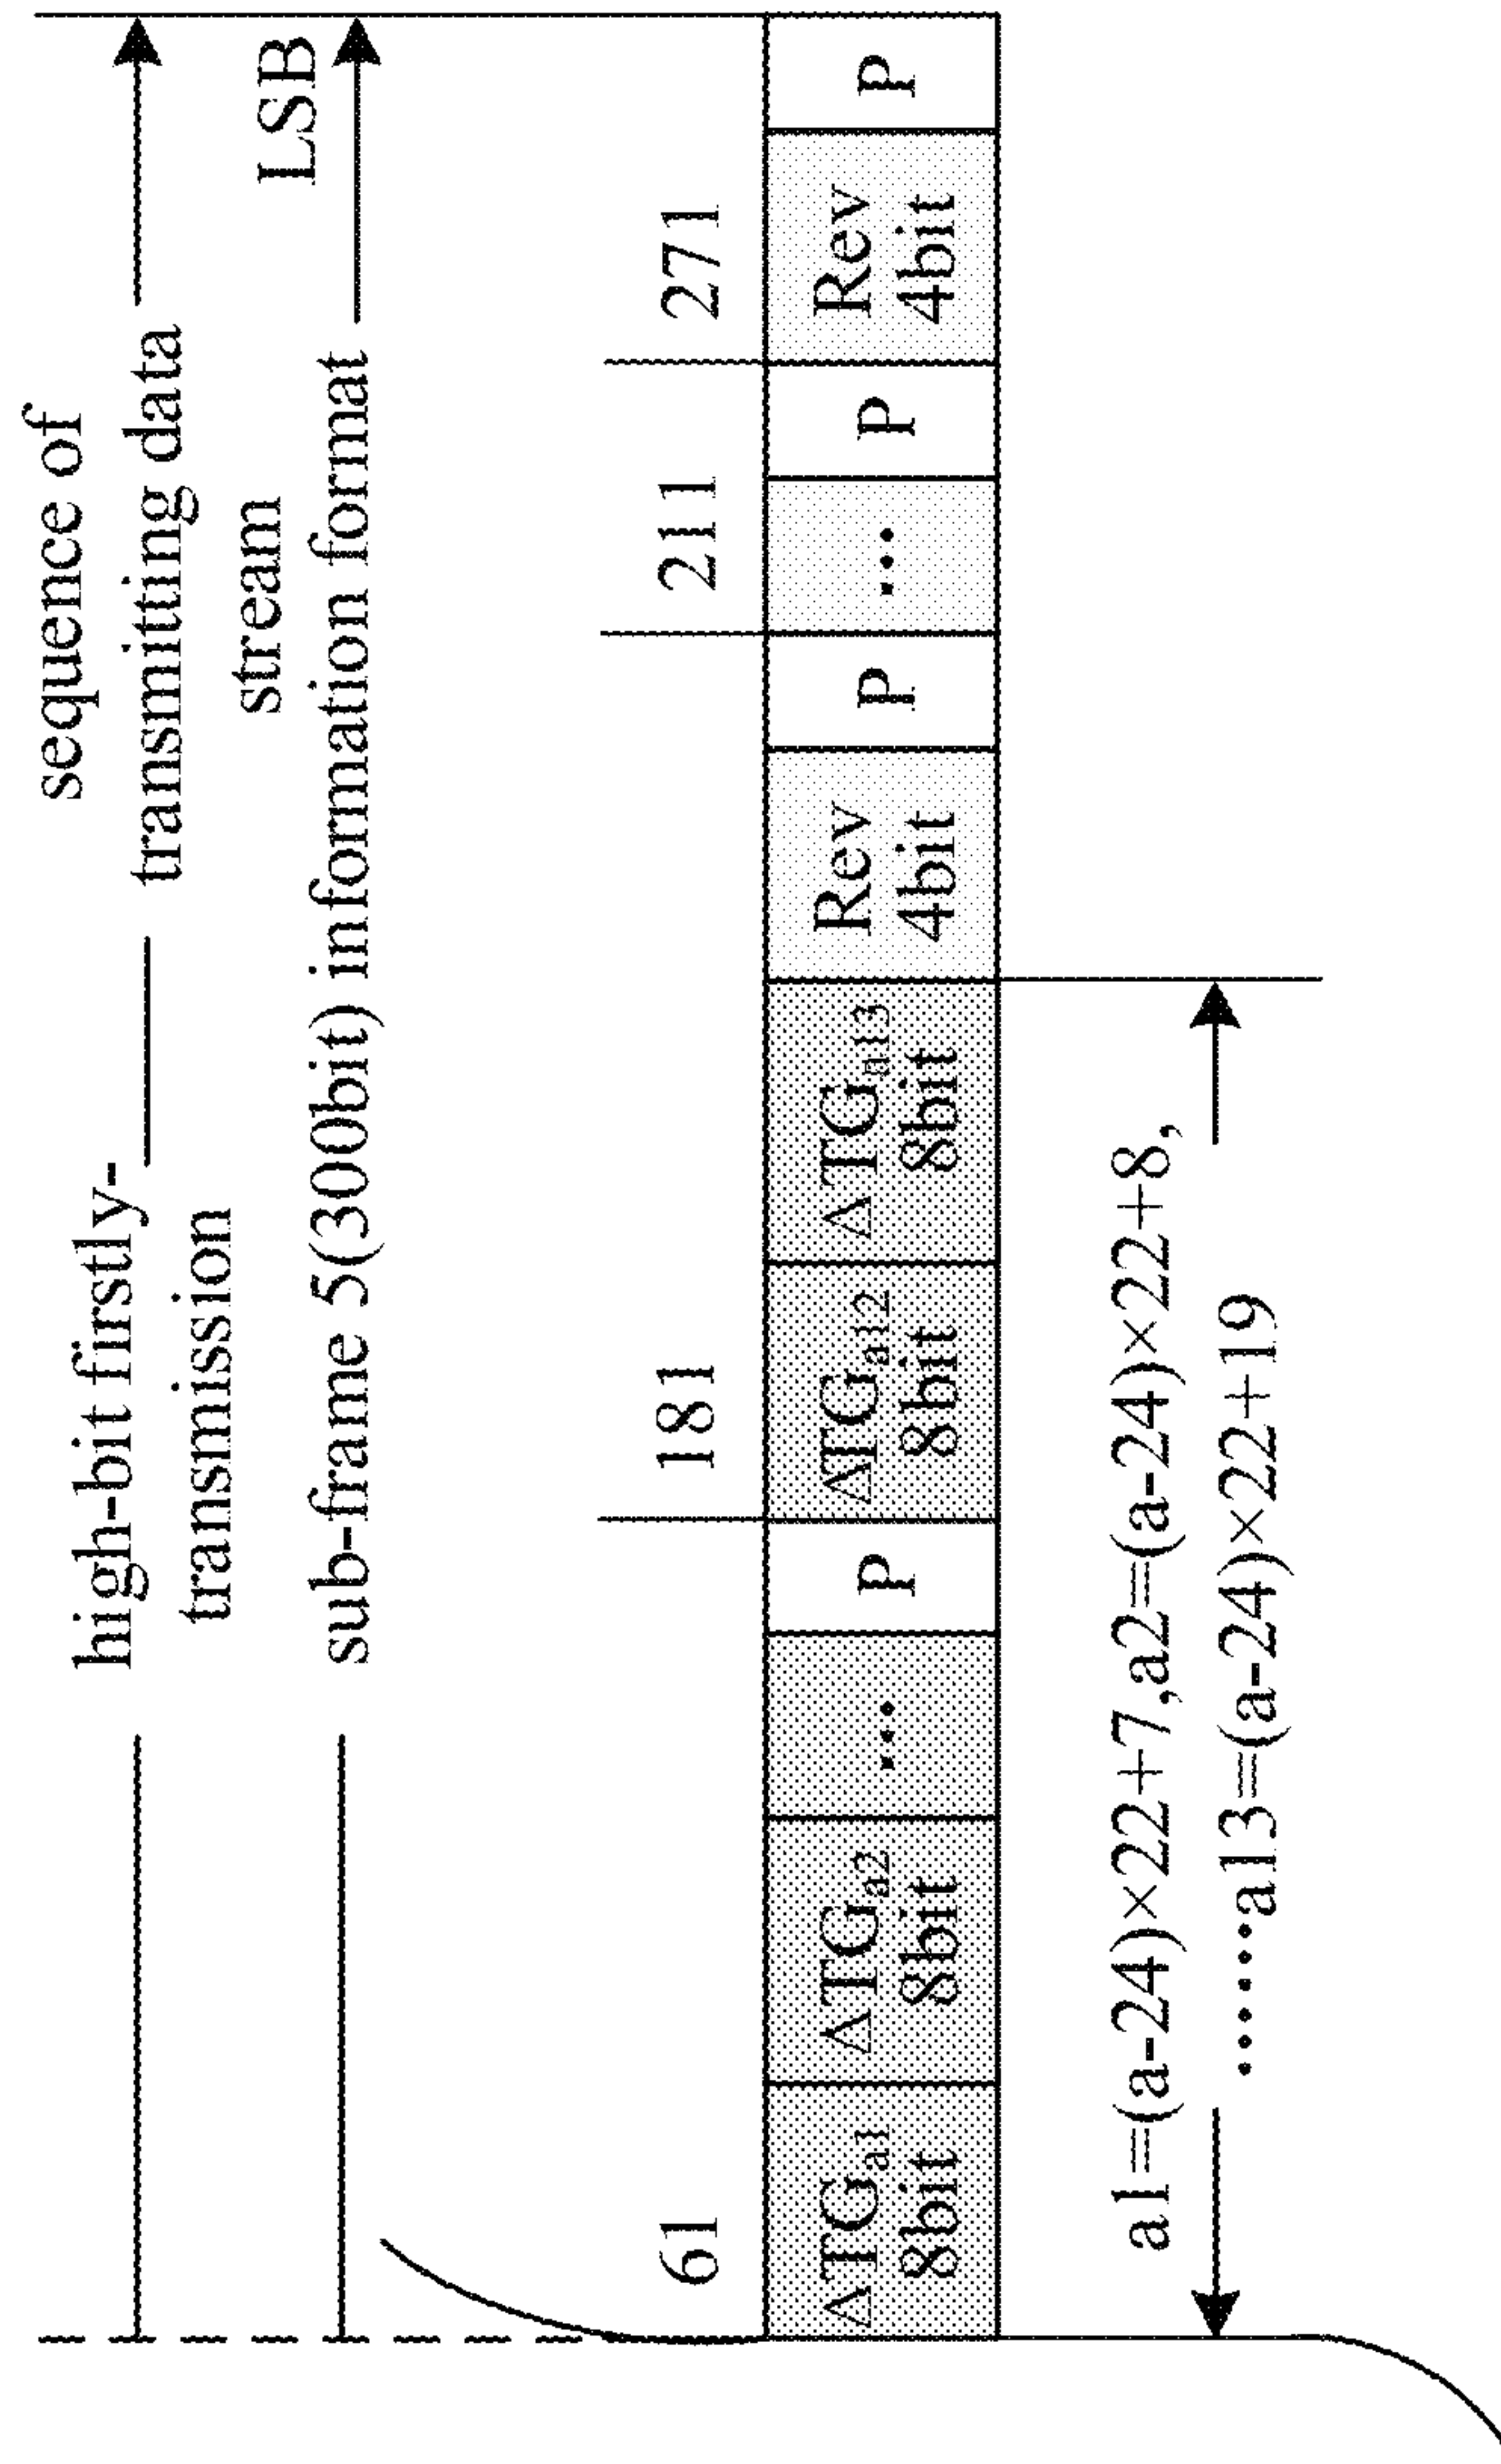 high-bit firstly-
transmission
sequence of
transmitting data
stream
LSB
sub-frame 5(300bit) information format
61
181
211
271
ΔTGa1
8bit
ΔTGa2
8bit
...
P
ΔTGa12
8bit
ΔTGa13
8bit
Rev
4bit
P
...
P
Rev
4bit
P
a1=(a-24)×22+7,a2=(a-24)×22+8,
······a13=(a-24)×22+19